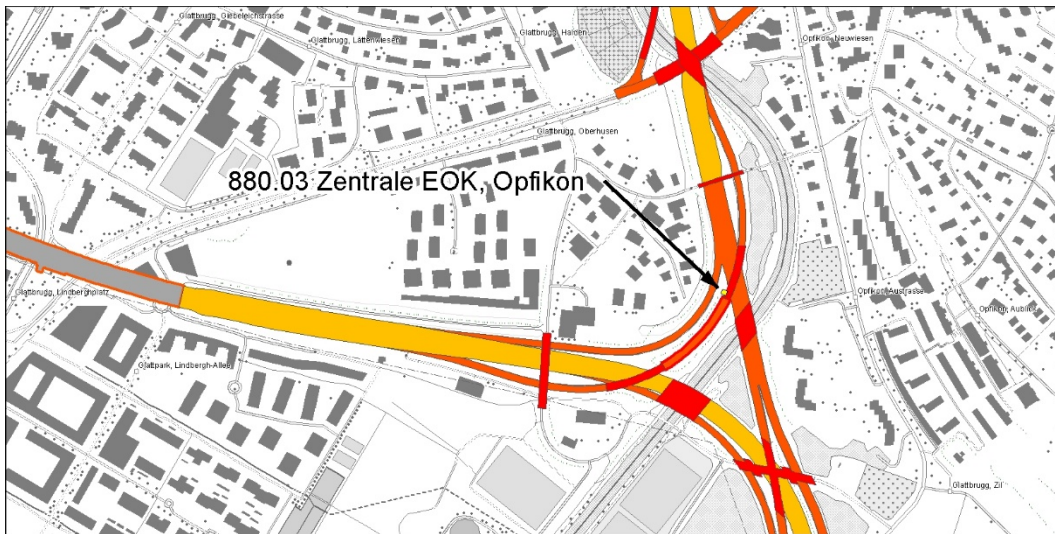 Glattbrugg, Giebeleichstrasse
Glattbrugg, Lättenwiesen
Glattbrugg, Halden
Opfikon, Neuwiesen
Glattbrugg, Oberhusen
880.03 Zentrale EOK, Opfikon
Glattbrugg, Lindberghplatz
Opfikon, Austrasse
Opfikon, Aublick
Glattpark, Lindbergh-Allee
Glattbrugg, Zil